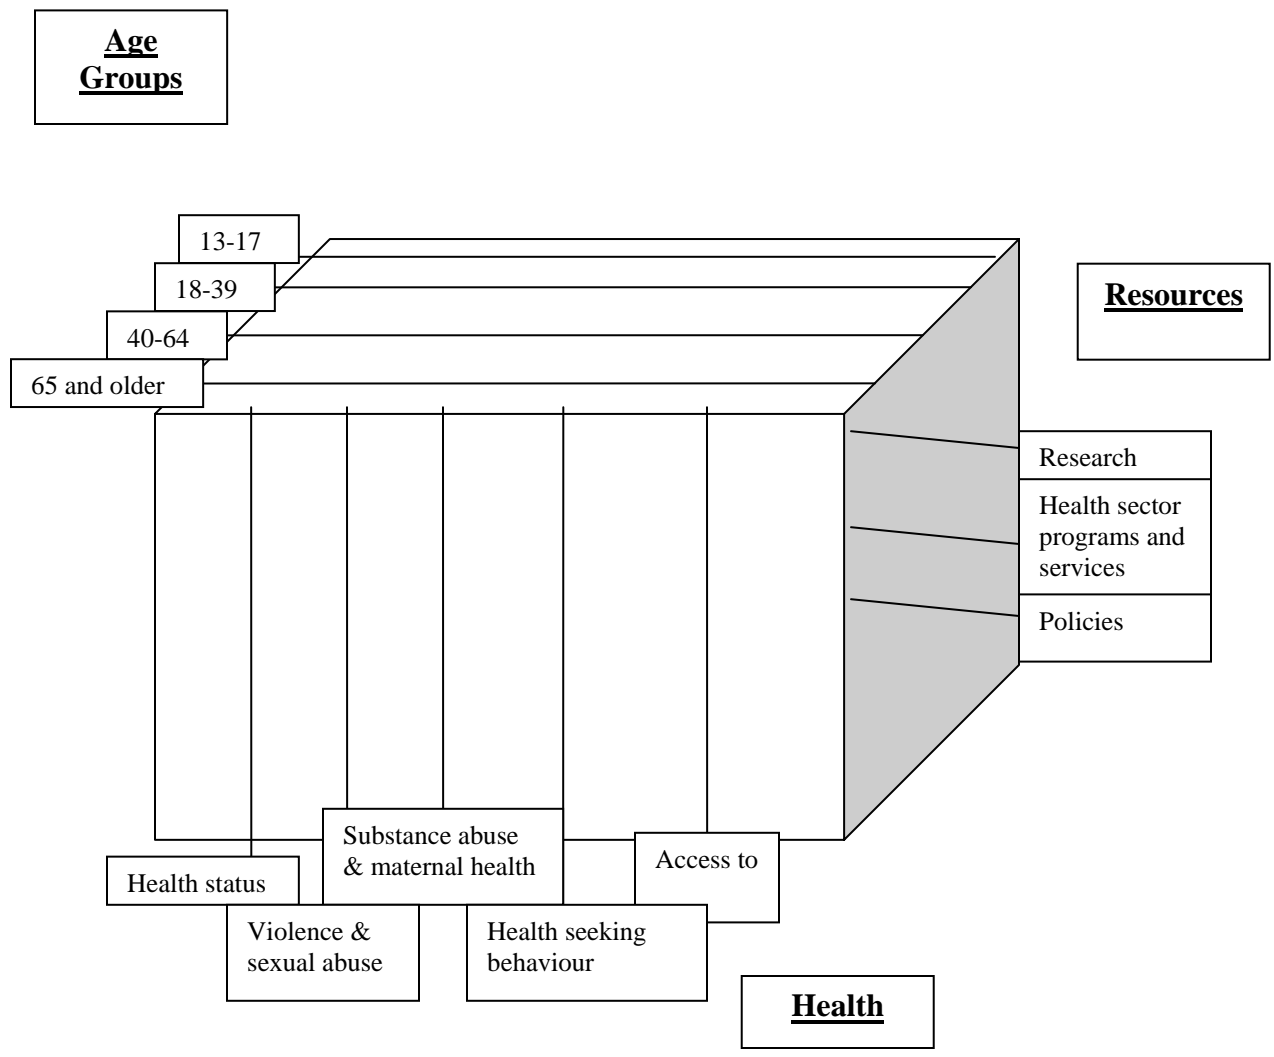 Age
Groups
13-17
18-39
40-64
65 and older
Resources
Research
Health sector
programs and
services
Policies
Substance abuse
& maternal health
Access to
Health status
Violence &
sexual abuse
Health seeking
behaviour
Health